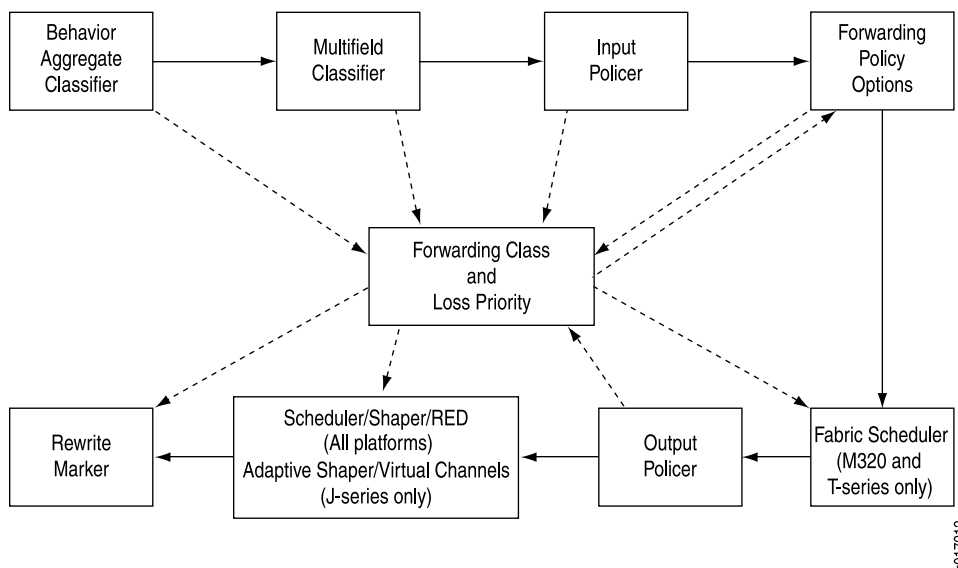 Behavior
Aggregate
Classifier
Multifield
Classifier
Input
Policer
Forwarding
Policy
Options
Forwarding Class
and
Loss Priority
Rewrite
Marker
Scheduler/Shaper/RED
(All platforms)
Adaptive Shaper/Virtual Channels
(J-series only)
Output
Policer
Fabric Scheduler
(M320 and
T-series only)